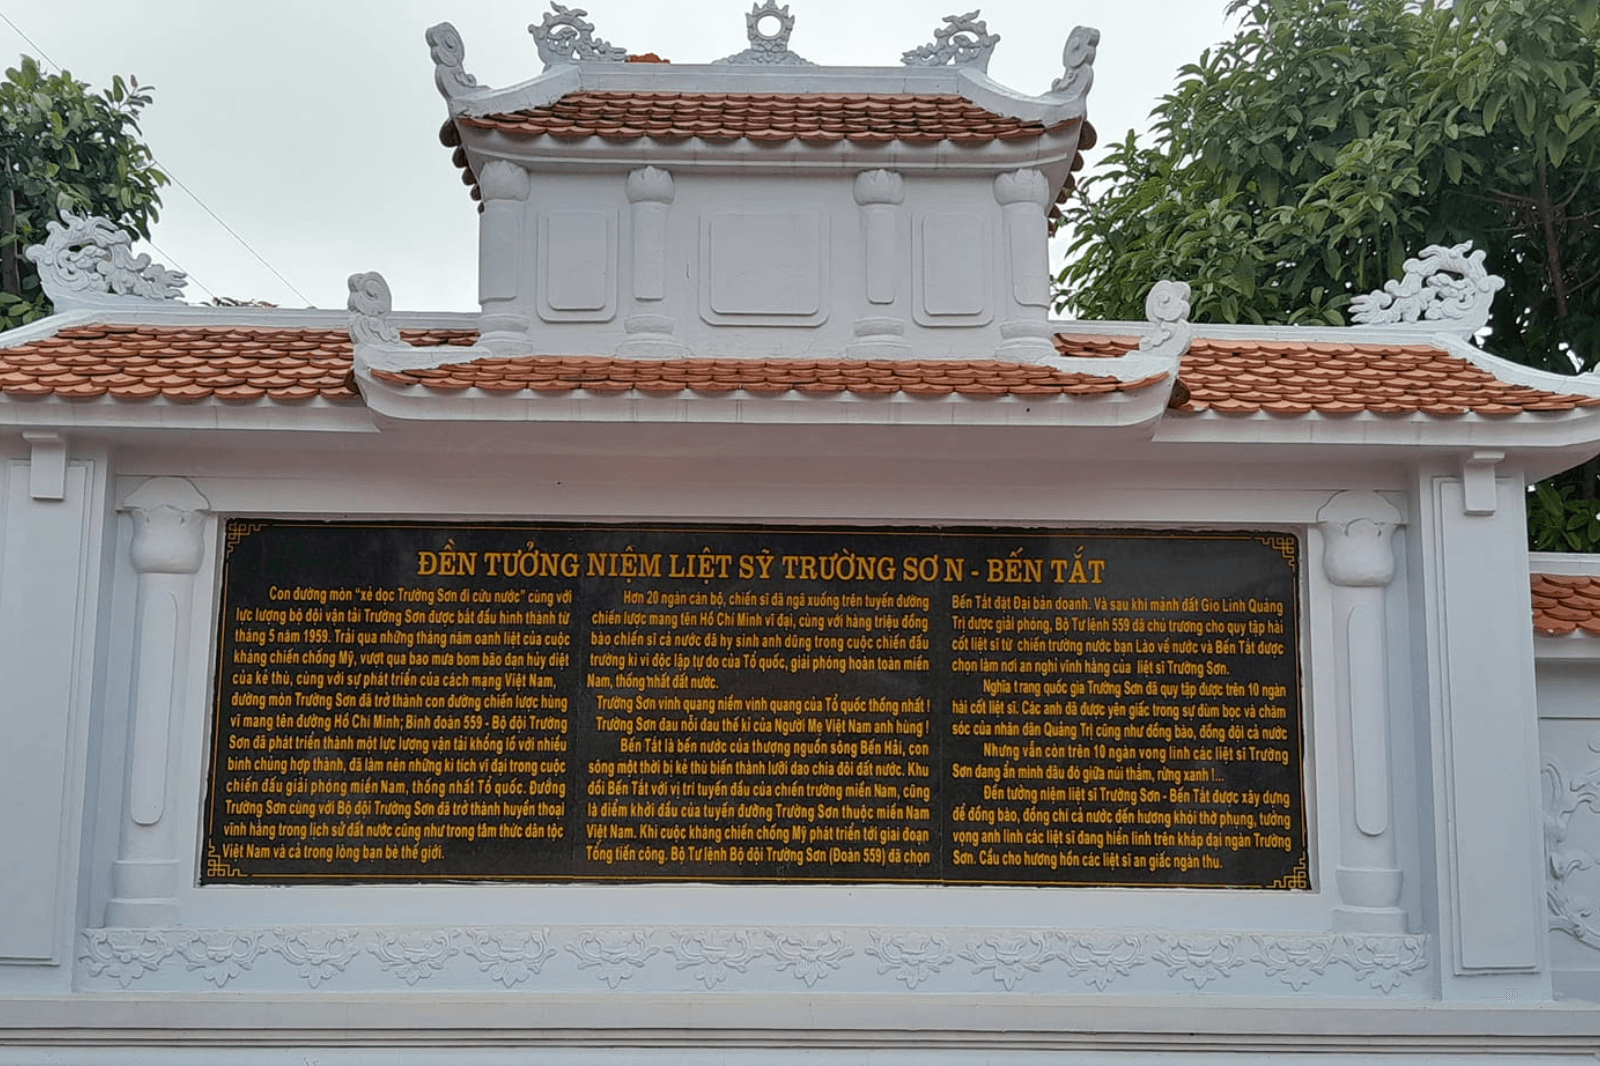 ĐỀN TƯỞNG NIỆM LIỆT SỸ TRƯỜNG SƠN - BẾN TẮT
Con đường mòn “xẻ dọc Trường Sơn đi cứu nước” cùng với
lực lượng bộ đội vận tải Trường Sơn được bắt đầu hình thành từ
tháng 5 năm 1959. Trải qua những tháng năm oanh liệt của cuộc
kháng chiến chống Mỹ, vượt qua bao mưa bom bão đạn hủy diệt
của kẻ thù, cùng với sự phát triển của cách mạng Việt Nam,
đường mòn Trường Sơn đã trở thành con đường chiến lược hùng
vĩ mang tên đường Hồ Chí Minh; Binh đoàn 559 - Bộ đội Trường
Sơn đã phát triển thành một lực lượng vận tải khổng lồ với nhiều
binh chủng hợp thành, đã làm nên những kì tích vĩ đại trong cuộc
chiến đấu giải phóng miền Nam, thống nhất Tổ quốc. Đường
Trường Sơn cùng với Bộ đội Trường Sơn đã trở thành huyền thoại
vĩnh hằng trong lịch sử đất nước cũng như trong tâm thức dân tộc
Việt Nam và cả trong lòng bạn bè thế giới.
Hơn 20 ngàn cán bộ, chiến sĩ đã ngã xuống trên tuyến đường
chiến lược mang tên Hồ Chí Minh vĩ đại, cùng với hàng triệu đồng
bào chiến sĩ cả nước đã hy sinh anh dũng trong cuộc chiến đấu
trường kì vì độc lập tự do của Tổ quốc, giải phóng hoàn toàn miền
Nam, thống nhất đất nước.
Trường Sơn vinh quang niềm vinh quang của Tổ quốc thống nhất !
Trường Sơn đau nỗi đau thế kỉ của Người Mẹ Việt Nam anh hùng !
Bến Tắt là bến nước của thượng nguồn sông Bến Hải, con
sông một thời bị kẻ thù biến thành lưỡi dao chia đôi đất nước. Khu
đồi Bến Tắt với vị trí tuyến đầu của chiến trường miền Nam, cũng
là điểm khởi đầu của tuyến đường Trường Sơn thuộc miền Nam
Việt Nam. Khi cuộc kháng chiến chống Mỹ phát triển tới giai đoạn
Tổng tiến công. Bộ Tư lệnh Bộ đội Trường Sơn (Đoàn 559) đã chọn
Bến Tắt đặt Đại bản doanh. Và sau khi mảnh đất Gio Linh Quảng
Trị được giải phóng, Bộ Tư lệnh 559 đã chủ trương cho quy tập hài
cốt liệt sĩ từ chiến trường nước bạn Lào về nước và Bến Tắt được
chọn làm nơi an nghỉ vĩnh hằng của liệt sĩ Trường Sơn.
Nghĩa trang quốc gia Trường Sơn đã quy tập được trên 10 ngàn
hài cốt liệt sĩ. Các anh đã được yên giấc trong sự đùm bọc và chăm
sóc của nhân dân Quảng Trị cũng như đồng bào, đồng đội cả nước
Nhưng vẫn còn trên 10 ngàn vong linh các liệt sĩ Trường
Sơn đang ẩn mình đâu đó giữa núi thẳm, rừng xanh !...
Đền tưởng niệm liệt sĩ Trường Sơn - Bến Tắt được xây dựng
để đồng bào, đồng chí cả nước đến hương khói thờ phụng, tưởng
vọng anh linh các liệt sĩ đang hiển linh trên khắp đại ngàn Trường
Sơn. Cầu cho hương hồn các liệt sĩ an giấc ngàn thu.